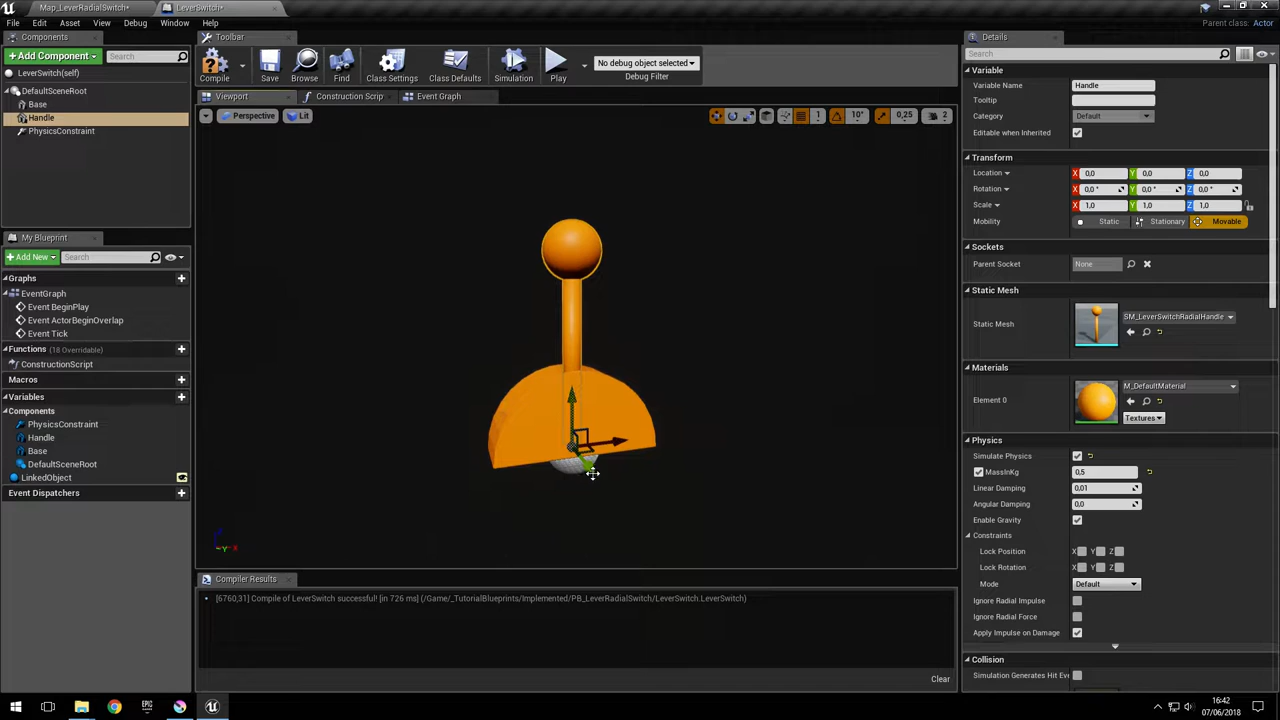 Map_LeverRadialSwitch*
LeverSwitch*
File Edit Asset View Debug Window Help
Parent class: Actor
Components
+ Add Component
Search
LeverSwitch(self)
DefaultSceneRoot
Base
Handle
PhysicsConstraint
My Blueprint
+ Add New
Search
Graphs
EventGraph
Event BeginPlay
Event ActorBeginOverlap
Event Tick
Functions (18 Overridable)
ConstructionScript
Macros
Variables
Components
PhysicsConstraint
Handle
Base
DefaultSceneRoot
LinkedObject
Event Dispatchers
Toolbar
Compile
Save
Browse
Find
Class Settings
Class Defaults
Simulation
Play
No debug object selected
Debug Filter
Viewport
Construction Scrip
Event Graph
Perspective
Lit
1
10°
0,25
2
Z
Y X
Compiler Results
[6760,31] Compile of LeverSwitch successful! [in 726 ms] (/Game/_TutorialBlueprints/Implemented/PB_LeverRadialSwitch/LeverSwitch.LeverSwitch)
Clear
Details
Search
Variable
Variable Name Handle
Tooltip
Category Default
Editable when Inherited
Transform
Location X 0,0 Y 0,0 Z 0,0
Rotation X 0,0 ° Y 0,0 ° Z 0,0 °
Scale X 1,0 Y 1,0 Z 1,0
Mobility Static Stationary Movable
Sockets
Parent Socket None
Static Mesh
Static Mesh SM_LeverSwitchRadialHandle
Materials
Element 0 M_DefaultMaterial
Textures
Physics
Simulate Physics
MassInKg 0,5
Linear Damping 0,01
Angular Damping 0,0
Enable Gravity
Constraints
Lock Position X Y Z
Lock Rotation X Y Z
Mode Default
Ignore Radial Impulse
Ignore Radial Force
Apply Impulse on Damage
Collision
Simulation Generates Hit Eve
EPIC
16:42
07/06/2018